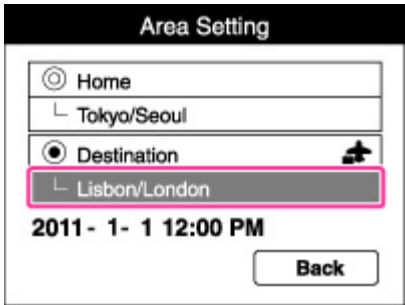 Area Setting
Home
Tokyo/Seoul
Destination
Lisbon/London
2011- 1- 1 12:00 PM
Back